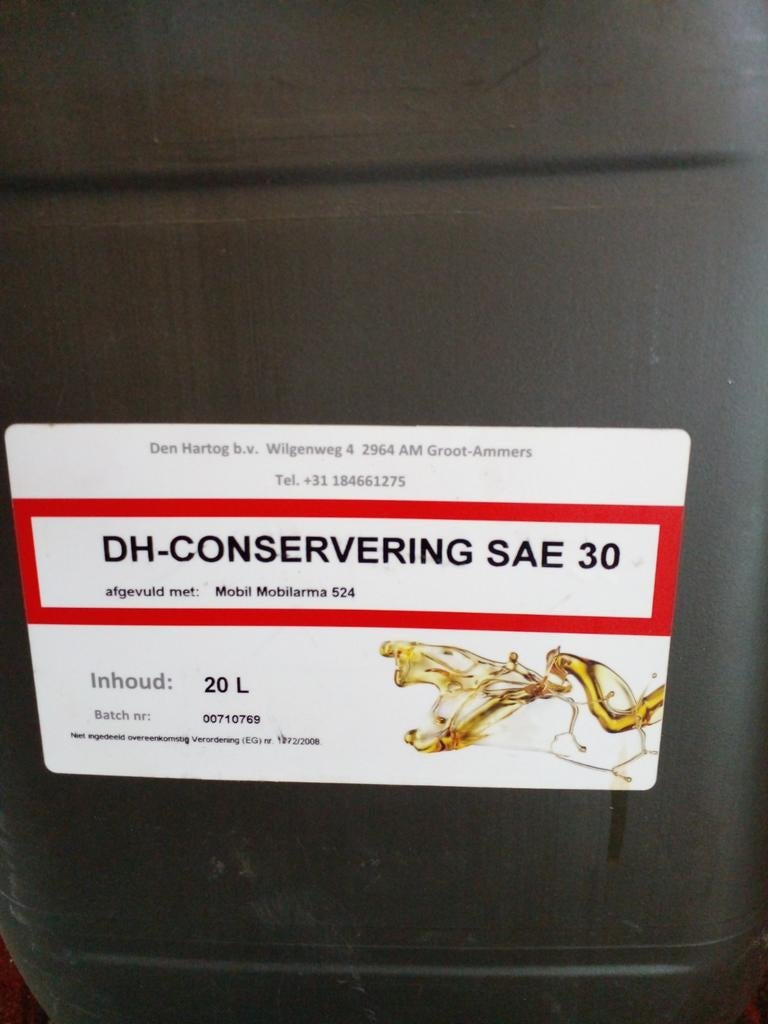 Den Hartog b.v. Wilgenweg 4 2964 AM Groot-Ammers
Tel. +31 184661275
DH-CONSERVERING SAE 30
afgevuld met: Mobil Mobilarma 524
Inhoud: 20 L
Batch nr: 00710769
Niet ingedeeld overeenkomstig Verordening (EG) nr. 1272/2008.